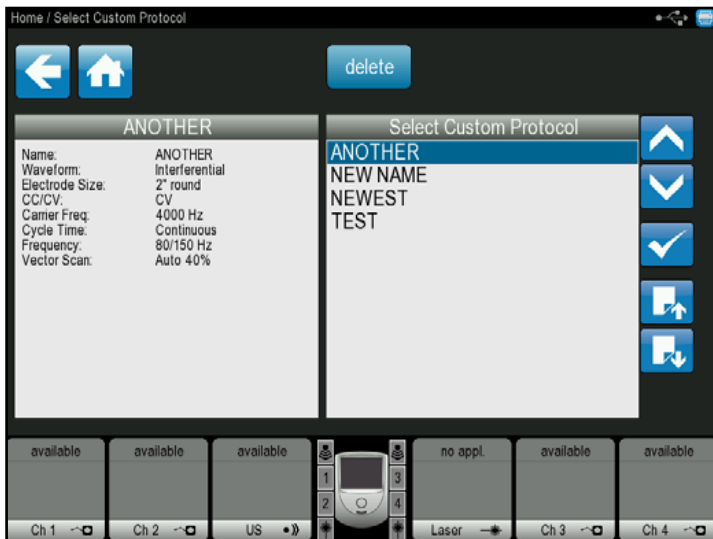 Home / Select Custom Protocol
delete
ANOTHER
Name: ANOTHER
Waveform: Interferential
Electrode Size: 2" round
CC/CV: CV
Carrier Freq: 4000 Hz
Cycle Time: Continuous
Frequency: 80/150 Hz
Vector Scan: Auto 40%
Select Custom Protocol
ANOTHER
NEW NAME
NEWEST
TEST
available
available
available
1
2
3
4
no appl.
available
available
Ch 1
Ch 2
US
Laser
Ch 3
Ch 4